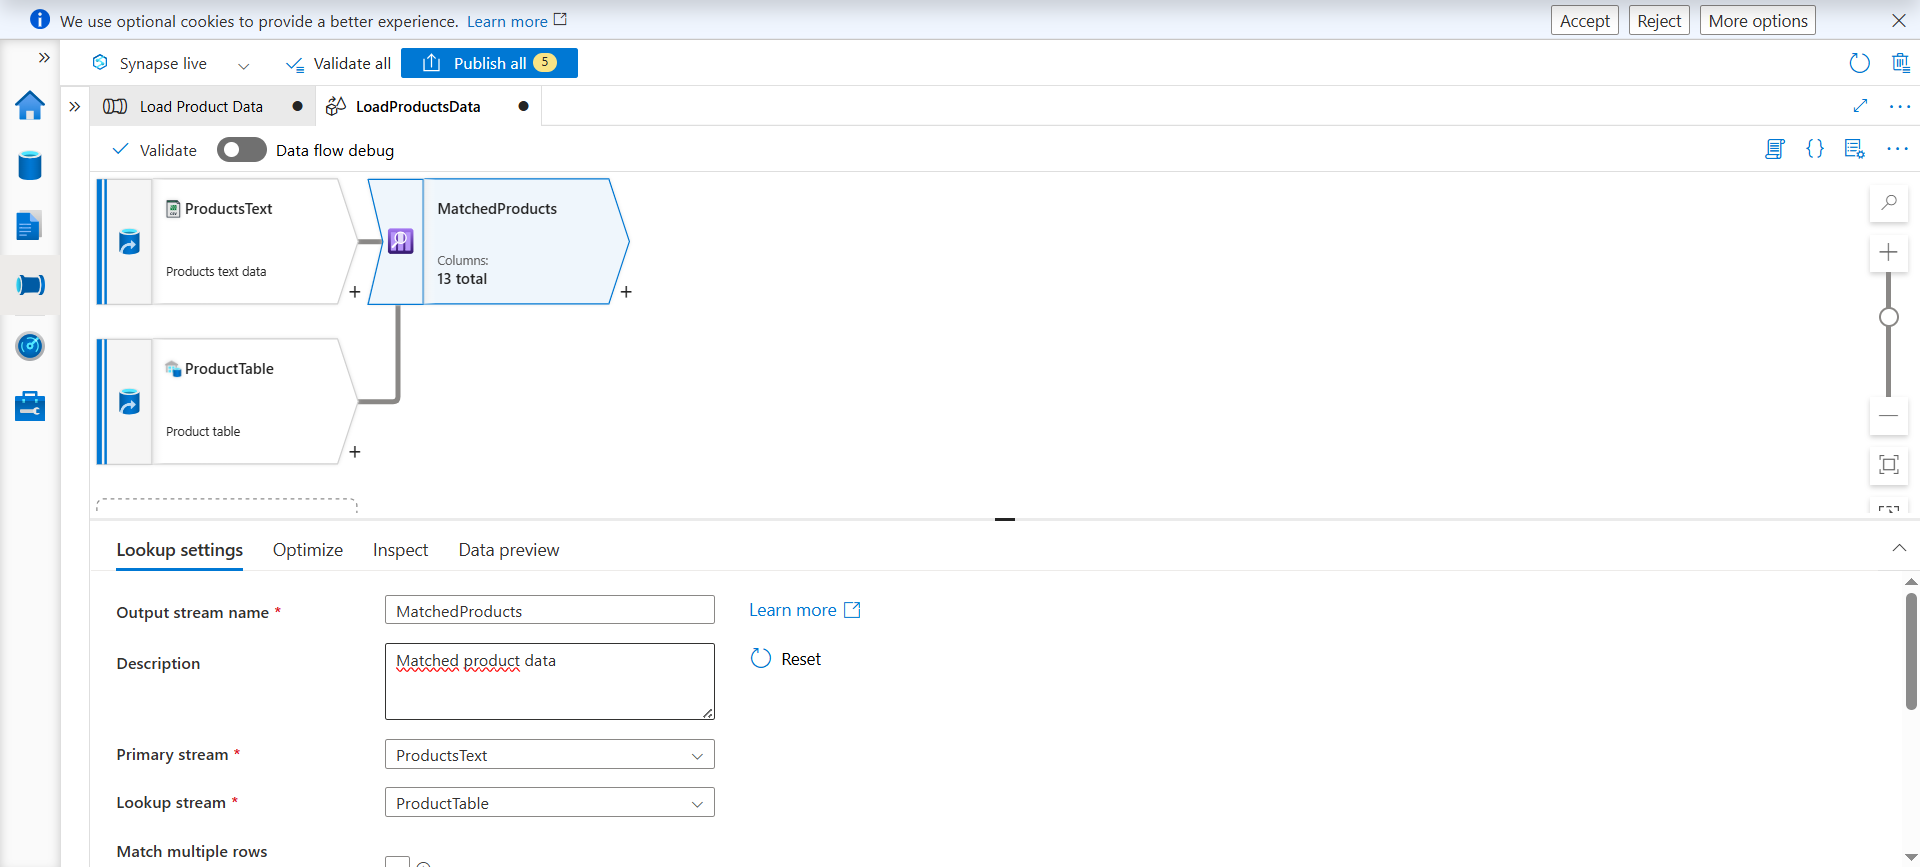 We use optional cookies to provide a better experience. Learn more
Accept
Reject
More options
Synapse live
Validate all
Publish all 5
Load Product Data
LoadProductsData
Validate
Data flow debug
ProductsText
Products text data
+
MatchedProducts
Columns:
13 total
+
ProductTable
Product table
+
Lookup settings
Optimize
Inspect
Data preview
Output stream name *
MatchedProducts
Learn more
Description
Matched product data
Reset
Primary stream *
ProductsText
Lookup stream *
ProductTable
Match multiple rows